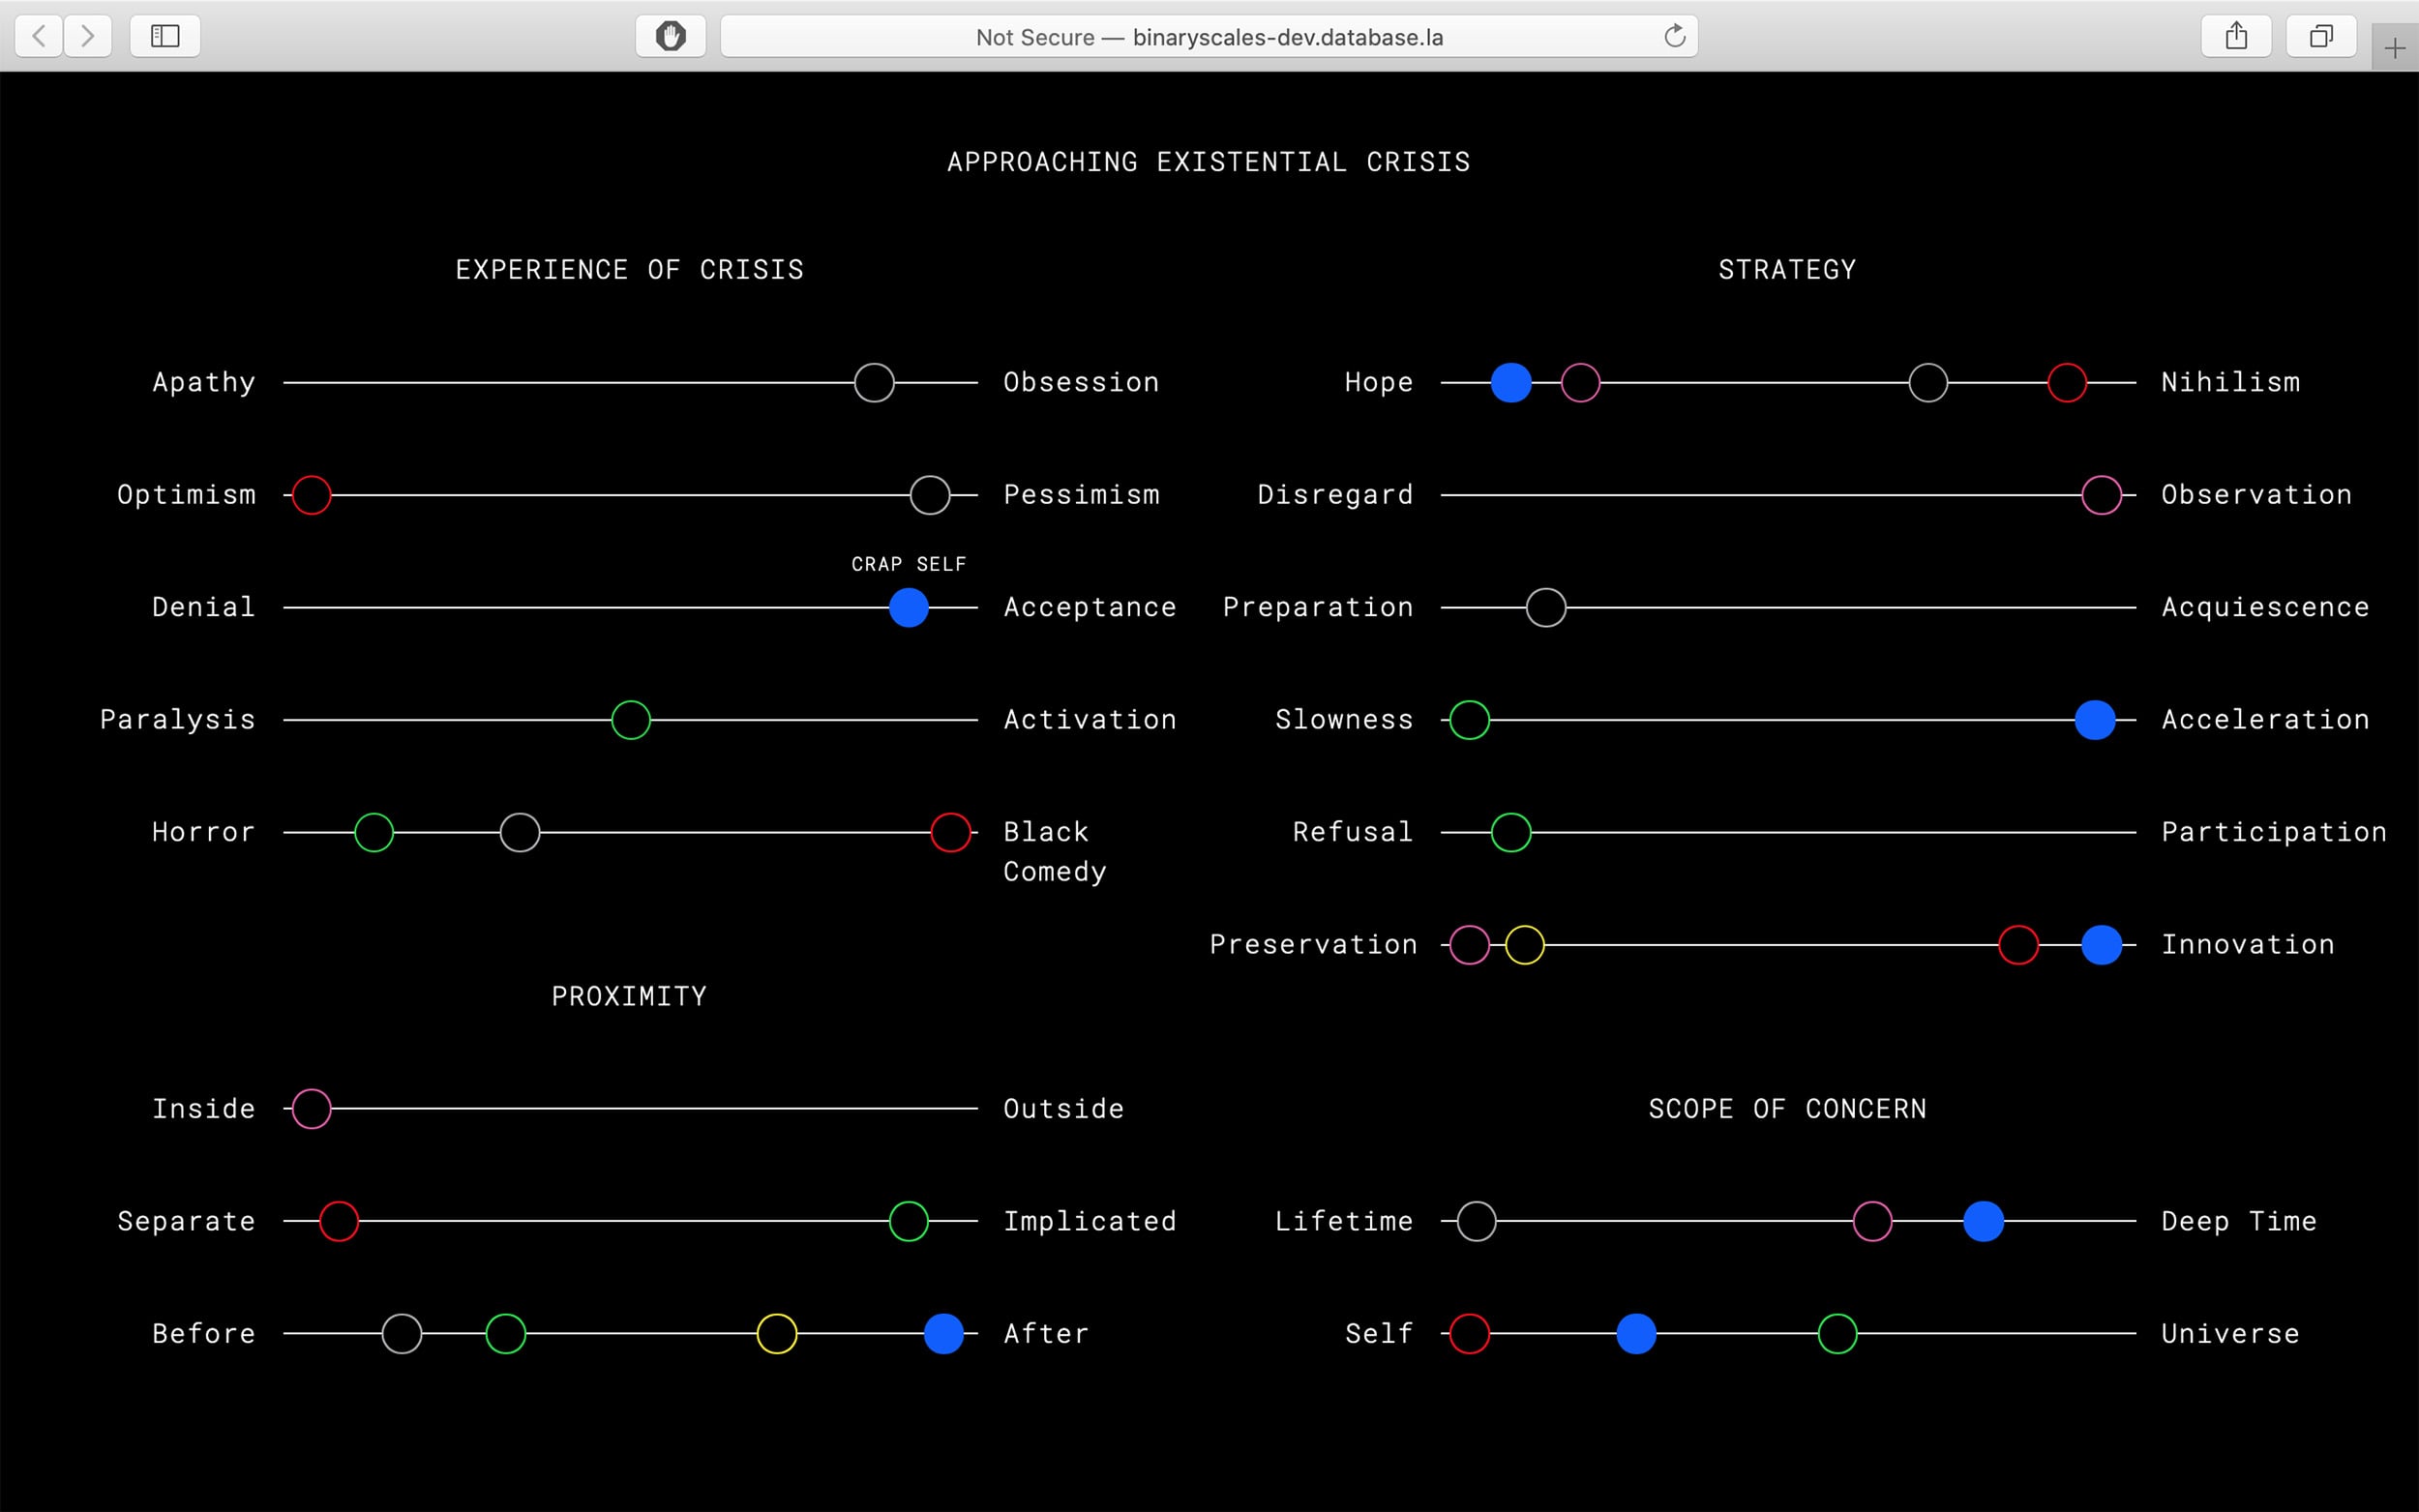 Not Secure — binaryscales-dev.database.la
APPROACHING EXISTENTIAL CRISIS
EXPERIENCE OF CRISIS
Apathy Obsession
Optimism Pessimism
CRAP SELF
Denial Acceptance
Paralysis Activation
Horror Black
Comedy
PROXIMITY
Inside Outside
Separate Implicated
Before After
STRATEGY
Hope Nihilism
Disregard Observation
Preparation Acquiescence
Slowness Acceleration
Refusal Participation
Preservation Innovation
SCOPE OF CONCERN
Lifetime Deep Time
Self Universe